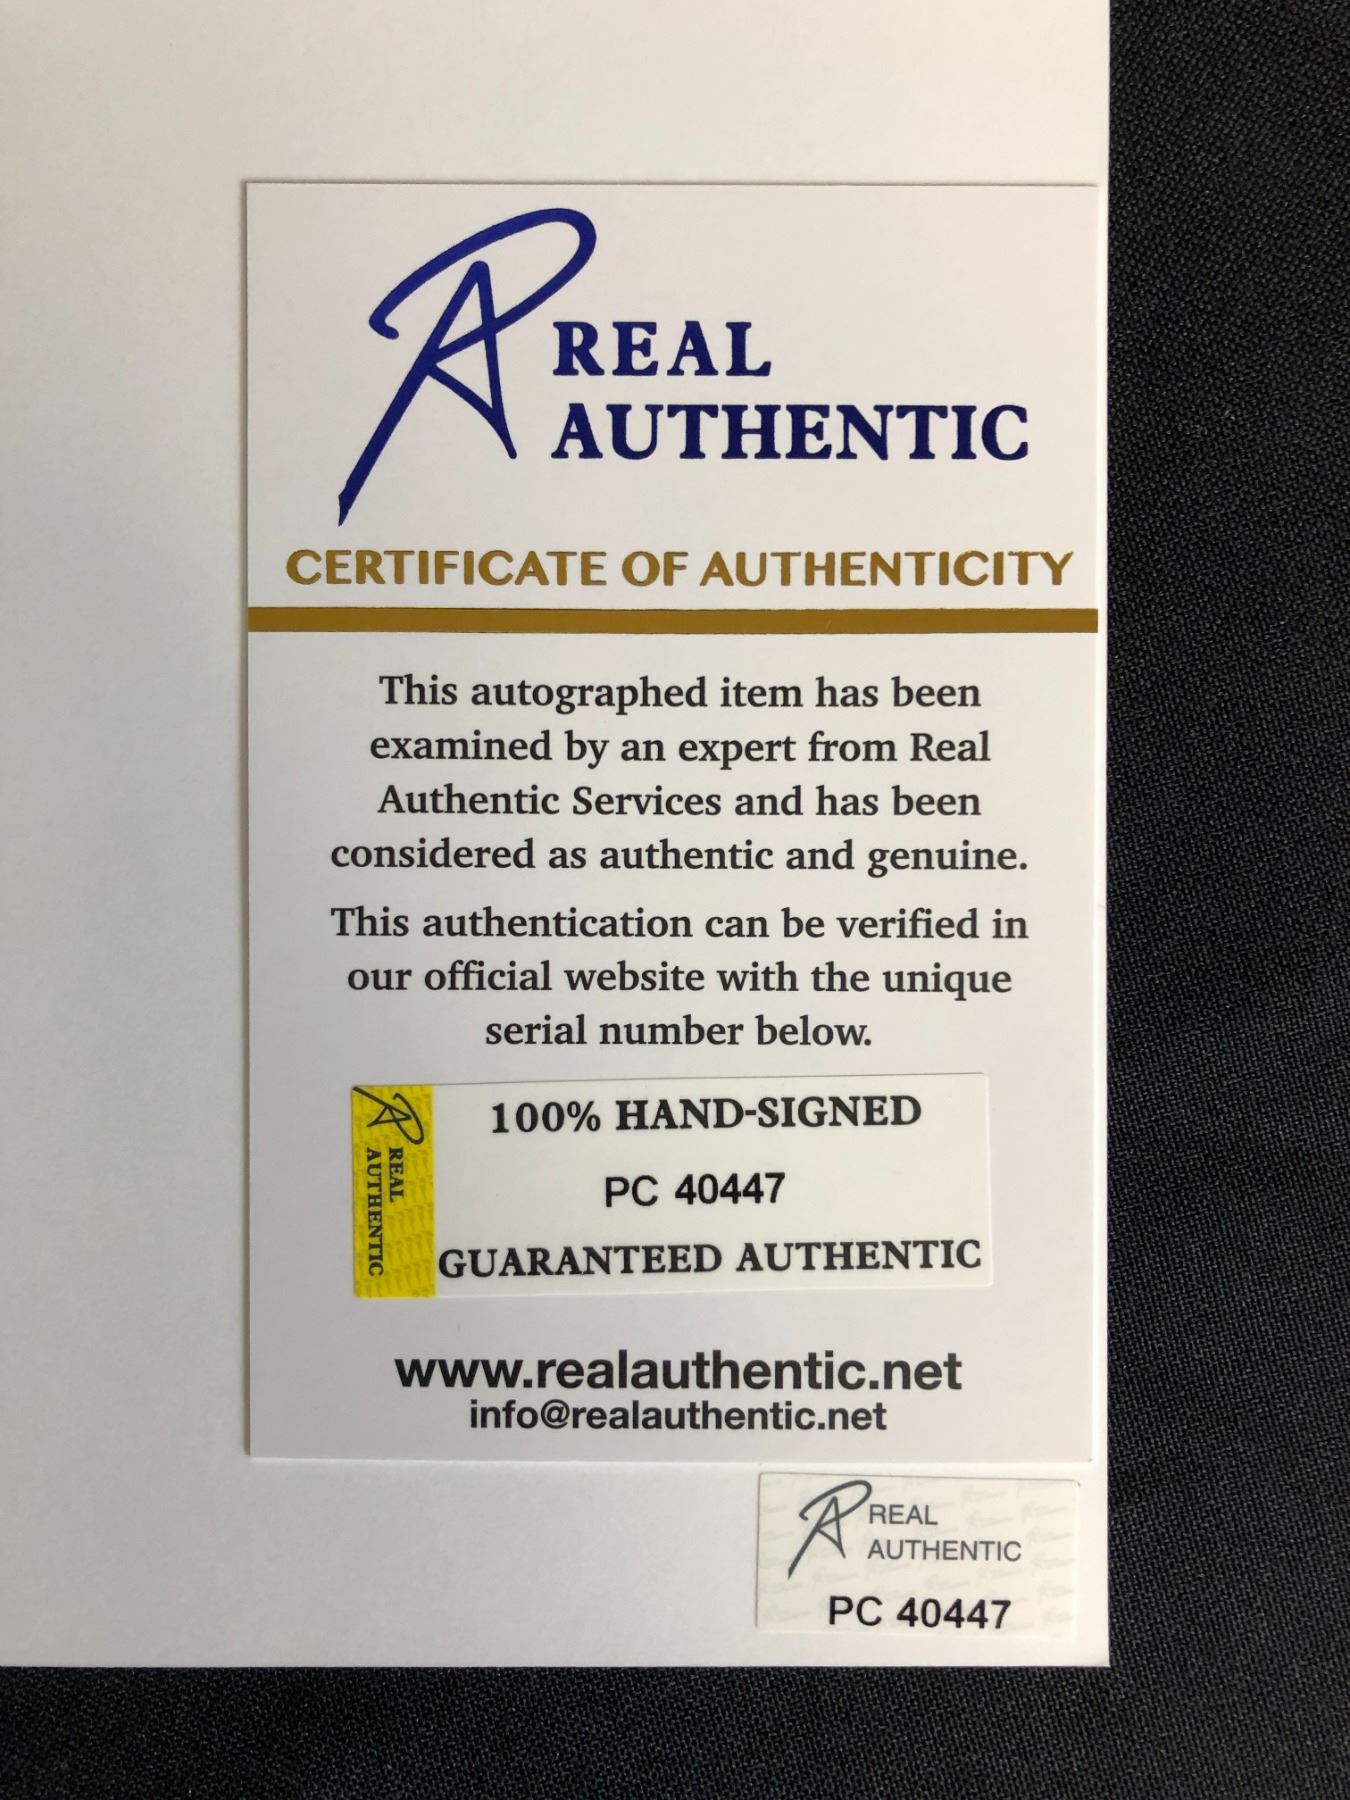 REAL
AUTHENTIC
CERTIFICATE OF AUTHENTICITY
This autographed item has been
examined by an expert from Real
Authentic Services and has been
considered as authentic and genuine.
This authentication can be verified in
our official website with the unique
serial number below.
REAL
AUTHENTIC
100% HAND-SIGNED
PC 40447
GUARANTEED AUTHENTIC
www.realauthentic.net
info@realauthentic.net
REAL
AUTHENTIC
PC 40447